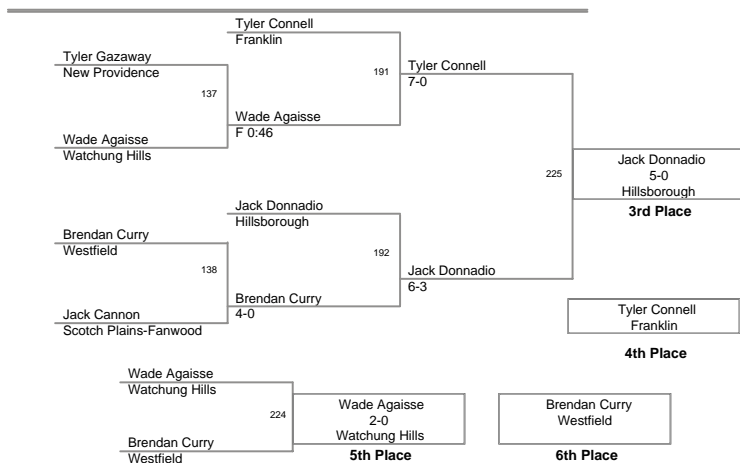 Tyler Connell
Franklin
Tyler Gazaway
New Providence
191
Tyler Connell
7-0
137
Wade Agaisse
F 0:46
Wade Agaisse
Watchung Hills
225
Jack Donnadio
5-0
Hillsborough
3rd Place
Jack Donnadio
Hillsborough
Brendan Curry
Westfield
192
138
Jack Donnadio
6-3
Brendan Curry
4-0
Jack Cannon
Scotch Plains-Fanwood
Tyler Connell
Franklin
4th Place
Wade Agaisse
Watchung Hills
224
Wade Agaisse
2-0
Watchung Hills
5th Place
Brendan Curry
Westfield
6th Place
Brendan Curry
Westfield